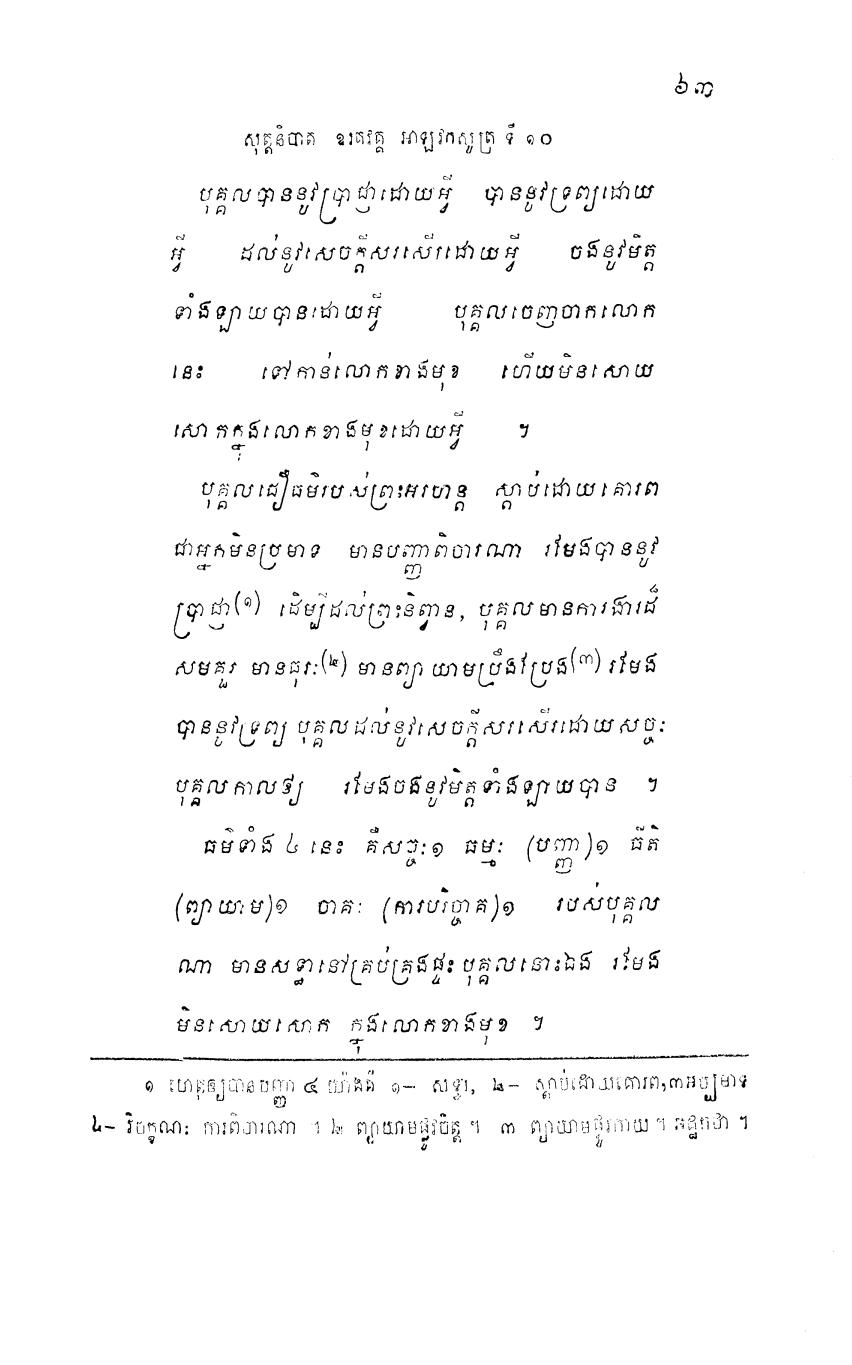 ៦៣
សុត្តនិបាត ឧរគវគ្គ អាឡវកសូត្រ ទី ១០
បុគ្គលបាននូវប្រាជ្ញាដោយអ្វី បាននូវទ្រព្យដោយ
អ្វី ដល់នូវសេចក្តីសរសើរដោយអ្វី ចងនូវមិត្ត
ទាំងឡាយបានដោយអ្វី បុគ្គលចេញចាកលោក
នេះ ទៅកាន់លោកខាងមុខ ហើយមិនសោយ
សោកក្នុងលោកខាងមុខដោយអ្វី ។
បុគ្គលជឿធម៌របស់ព្រះអរហន្ត ស្តាប់ដោយគោរព
ជាអ្នកមិនប្រមាទ មានបញ្ញាពិចារណា រមែងបាននូវ
ប្រាជ្ញា(១) ដើម្បីដល់ព្រះនិព្វាន, បុគ្គលមានការងារដ៏
សមគួរ មានធុរៈ(២) មានព្យាយាមប្រឹងប្រែង(៣) រមែង
បាននូវទ្រព្យ បុគ្គលដល់នូវសេចក្តីសរសើរដោយសច្ចៈ
បុគ្គលកាលឲ្យ រមែងចងនូវមិត្តទាំងឡាយបាន ។
ធម៌ទាំង ៤ នេះ គឺសច្ចៈ១ ធម្មៈ (បញ្ញា)១ ធីតិ
(ព្យាយាម)១ ចាគៈ (ការបរិច្ចាគ)១ របស់បុគ្គល
ណា មានសទ្ធានៅគ្រប់គ្រងផ្ទះ បុគ្គលនោះឯង រមែង
មិនសោយសោក ក្នុងលោកខាងមុខ ។
១ ហេតុឲ្យបានបញ្ញា ៤ យ៉ាងគឺ ១- សទ្ធា, ២- ស្តាប់ដោយគោរព,៣អប្បមាទ
៤- វិចក្ខណៈ ការពិចារណា ។ ២ ព្យាយាមផ្លូវចិត្ត ។ ៣ ព្យាយាមផ្លូវកាយ ។ អដ្ឋកថា ។